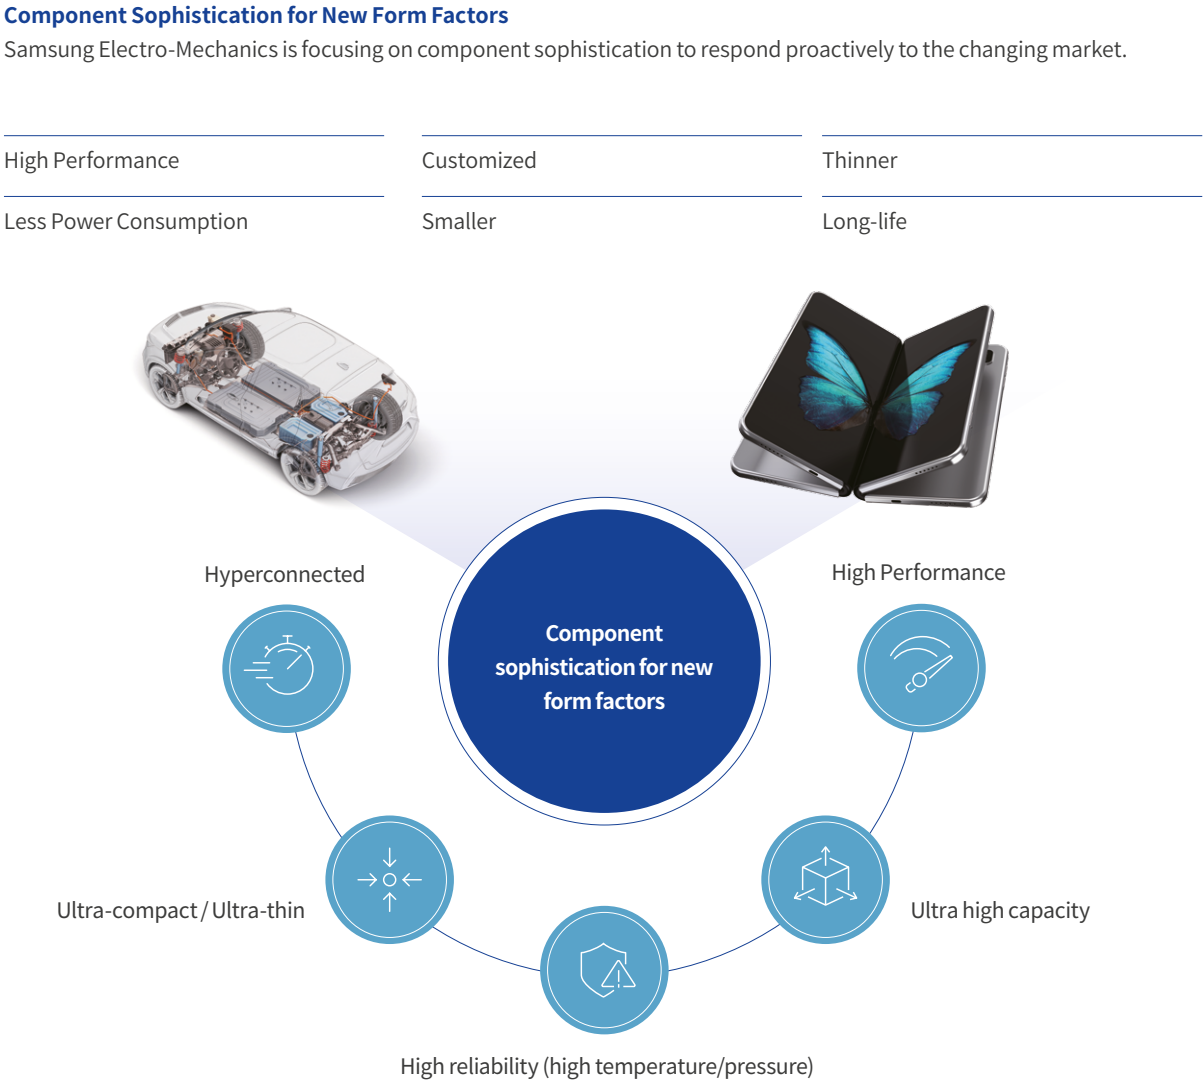 Component Sophistication for New Form Factors
Samsung Electro-Mechanics is focusing on component sophistication to respond proactively to the changing market.
High Performance
Customized
Thinner
Less Power Consumption
Smaller
Long-life
Hyperconnected
High Performance
Component
sophistication for new
form factors
Ultra-compact / Ultra-thin
Ultra high capacity
High reliability (high temperature/pressure)